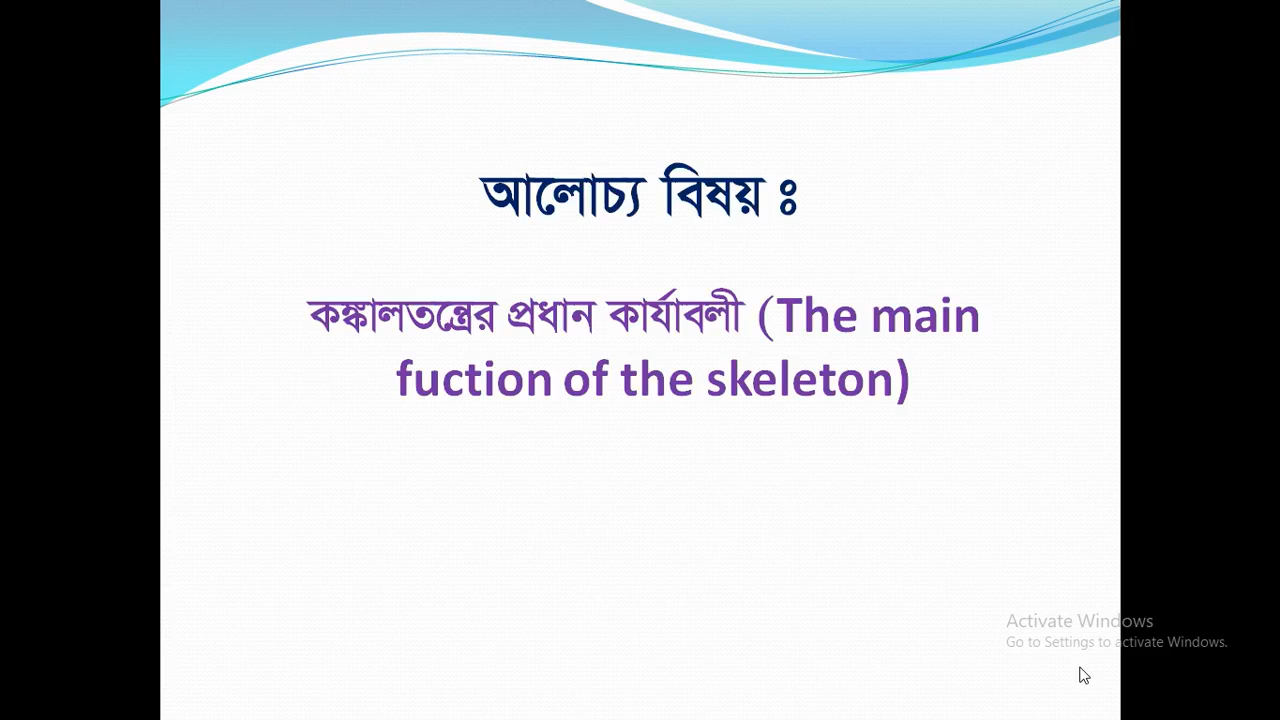 আলোচ্য বিষয় ঃ
কঙ্কালতন্ত্রের প্রধান কার্যাবলী (The main
fuction of the skeleton)
Activate Windows
Go to Settings to activate Windows.